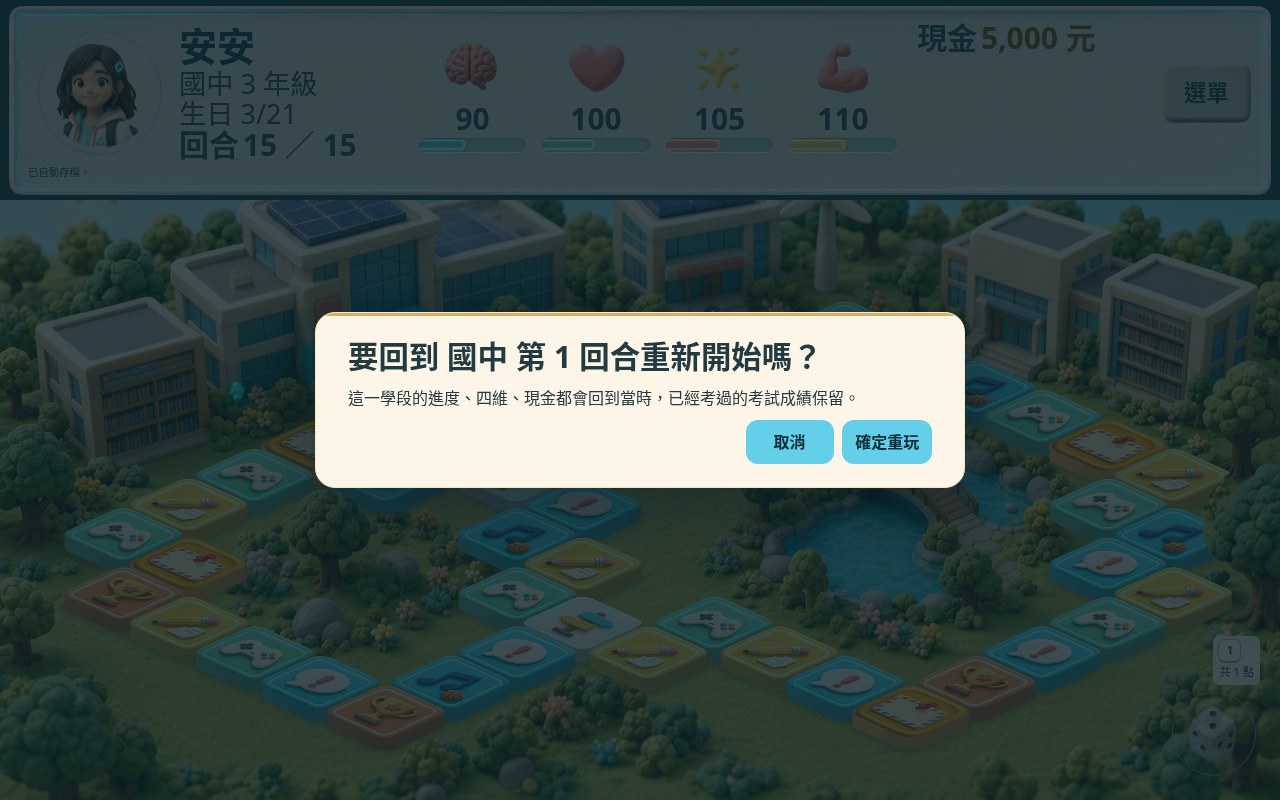 安安
國中 3 年級
生日 3/21
回合 15 ／ 15
已自動存檔。
90
100
105
110
現金 5,000 元
選單
要回到 國中 第 1 回合重新開始嗎？
這一學段的進度、四維、現金都會回到當時，已經考過的考試成績保留。
取消
確定重玩
1
共 1 點